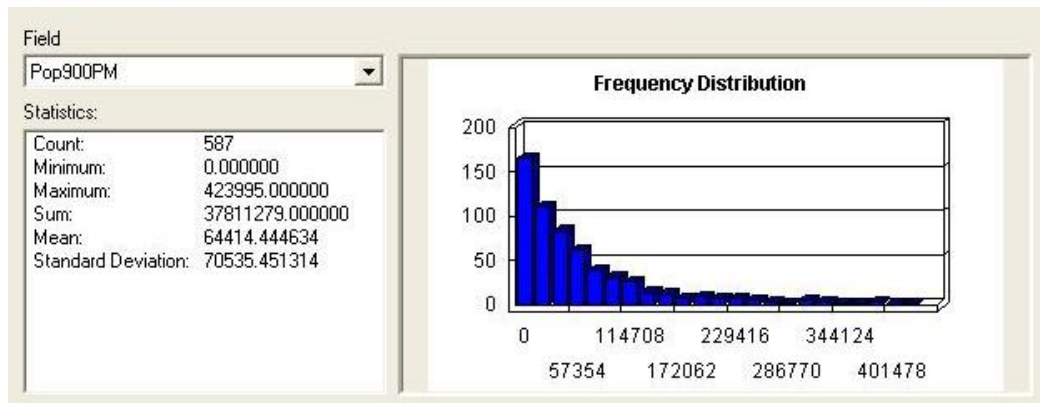 Field
Pop900PM
Statistics:
Count: 587
Minimum: 0.000000
Maximum: 423995.000000
Sum: 37811279.000000
Mean: 64414.444634
Standard Deviation: 70535.451314
Frequency Distribution
200
150
100
50
0
0 114708 229416 344124
57354 172062 286770 401478